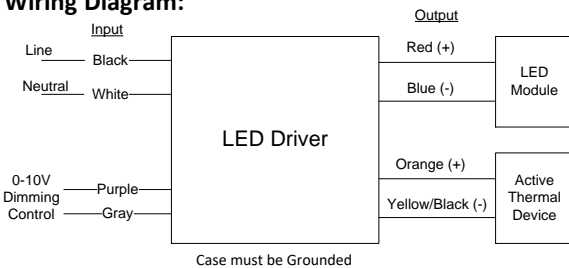 Wiring Diagram:
Input
Output
Line
Black
Neutral
White
0-10V
Dimming
Control
Purple
Gray
LED Driver
Red (+)
Blue (-)
LED
Module
Orange (+)
Yellow/Black (-)
Active
Thermal
Device
Case must be Grounded